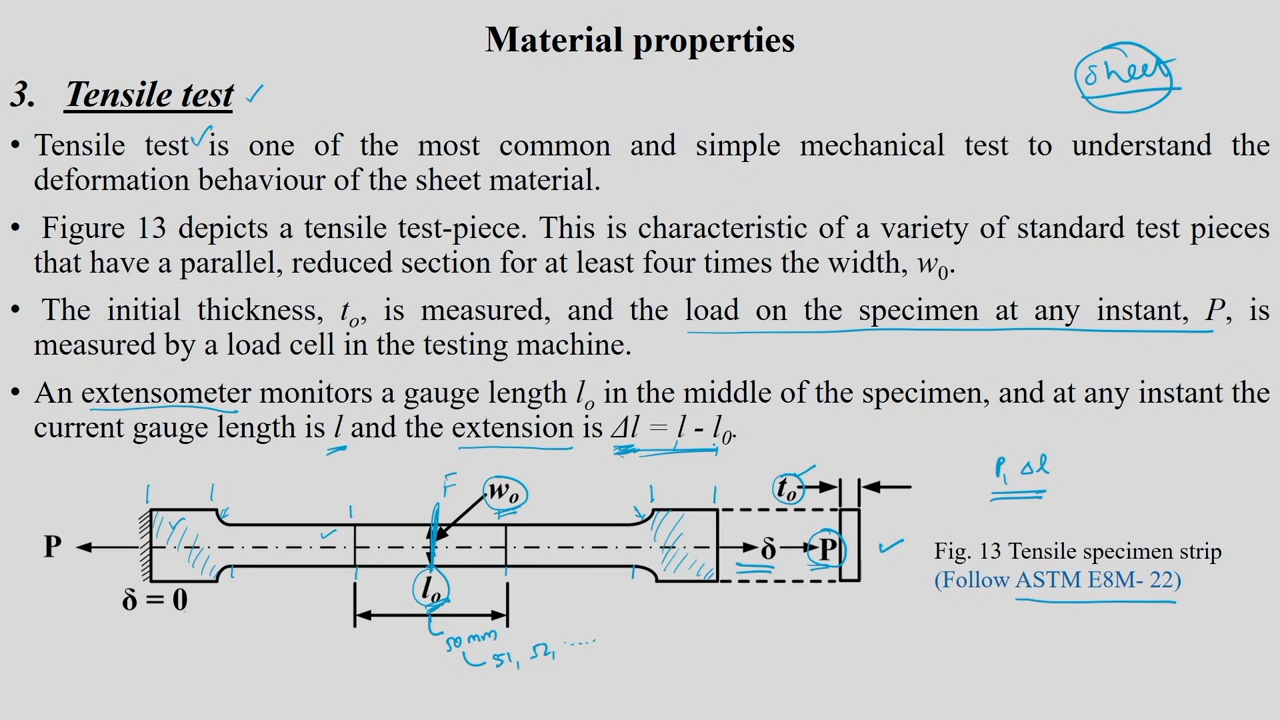 Material properties
sheet
3. Tensile test
• Tensile test is one of the most common and simple mechanical test to understand the
deformation behaviour of the sheet material.
• Figure 13 depicts a tensile test-piece. This is characteristic of a variety of standard test pieces
that have a parallel, reduced section for at least four times the width, w0.
• The initial thickness, to, is measured, and the load on the specimen at any instant, P, is
measured by a load cell in the testing machine.
• An extensometer monitors a gauge length lo in the middle of the specimen, and at any instant the
current gauge length is l and the extension is Δl = l - l0.
P, Δl
F
wo
to
P
δ
P
Fig. 13 Tensile specimen strip
(Follow ASTM E8M- 22)
δ = 0
lo
50 mm
51, 52, .....